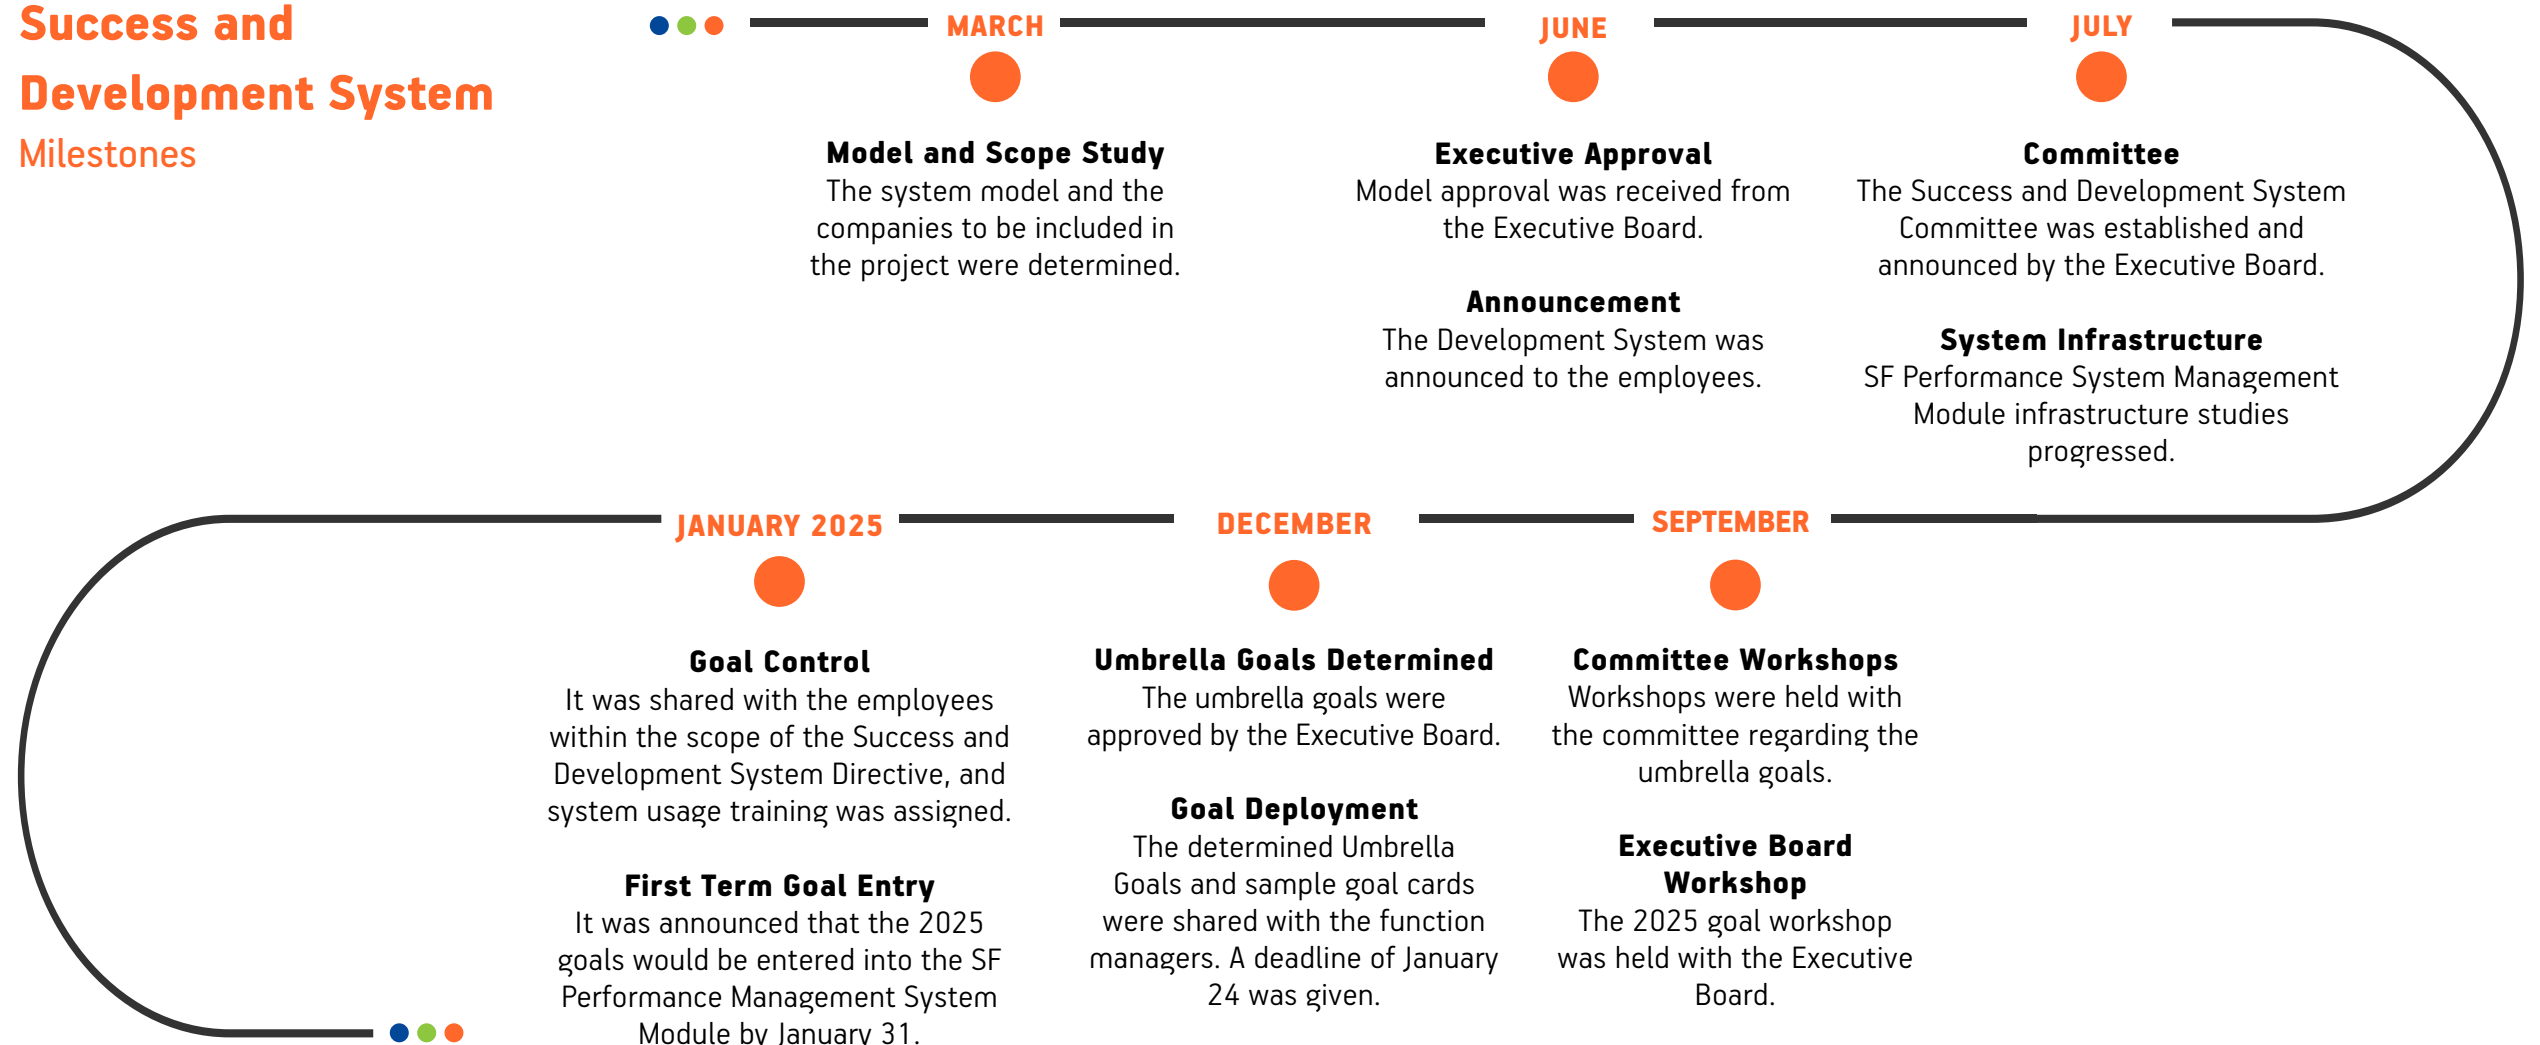 Success and
Development System
Milestones
MARCH
Model and Scope Study
The system model and the
companies to be included in
the project were determined.
JUNE
Executive Approval
Model approval was received from
the Executive Board.
Announcement
The Development System was
announced to the employees.
JULY
Committee
The Success and Development System
Committee was established and
announced by the Executive Board.
System Infrastructure
SF Performance System Management
Module infrastructure studies
progressed.
SEPTEMBER
Committee Workshops
Workshops were held with
the committee regarding the
umbrella goals.
Executive Board
Workshop
The 2025 goal workshop
was held with the Executive
Board.
DECEMBER
Umbrella Goals Determined
The umbrella goals were
approved by the Executive Board.
Goal Deployment
The determined Umbrella
Goals and sample goal cards
were shared with the function
managers. A deadline of January
24 was given.
JANUARY 2025
Goal Control
It was shared with the employees
within the scope of the Success and
Development System Directive, and
system usage training was assigned.
First Term Goal Entry
It was announced that the 2025
goals would be entered into the SF
Performance Management System
Module by January 31.